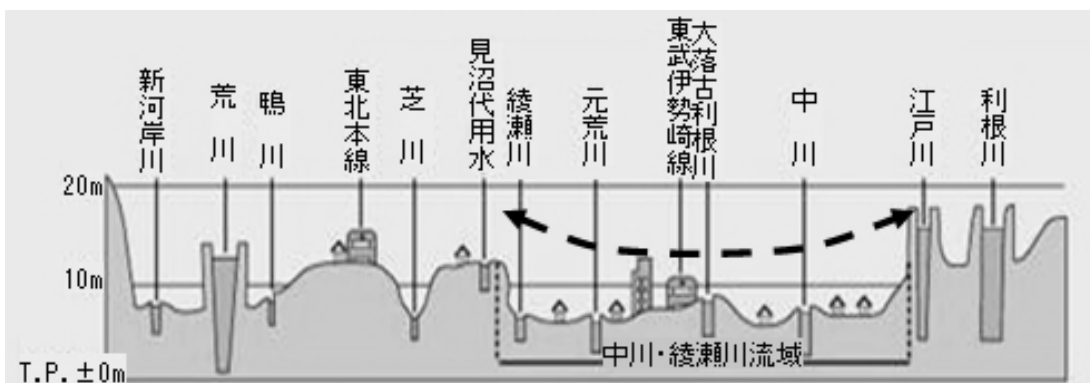 新河岸川
荒川
鴨川
東北本線
芝川
見沼代用水
綾瀬川
元荒川
東武伊勢崎線
大落古利根川
中川
江戸川
利根川
20m
10m
T.P.±0m
中川・綾瀬川流域